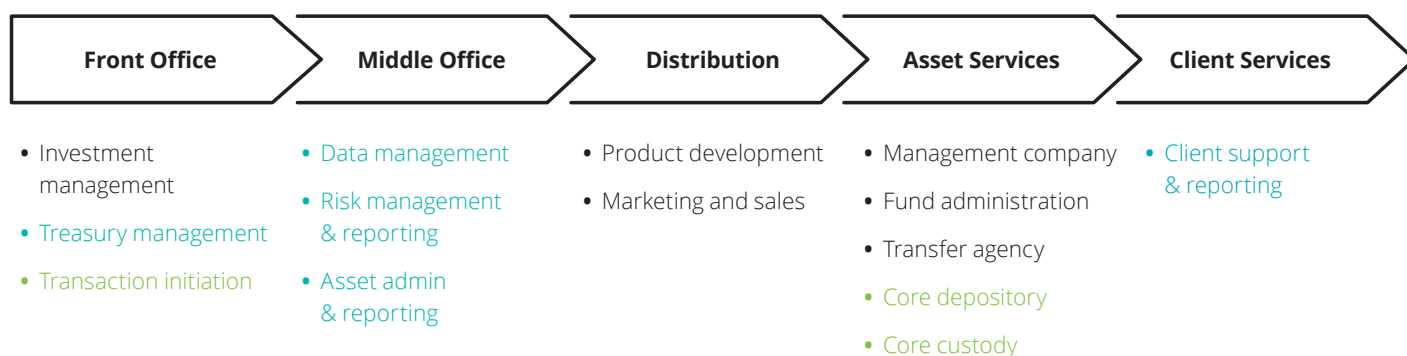 Front Office
Middle Office
Distribution
Asset Services
Client Services
• Investment
management
• Treasury management
• Transaction initiation
• Data management
• Risk management
& reporting
• Asset admin
& reporting
• Product development
• Marketing and sales
• Management company
• Fund administration
• Transfer agency
• Core depository
• Core custody
• Client support
& reporting